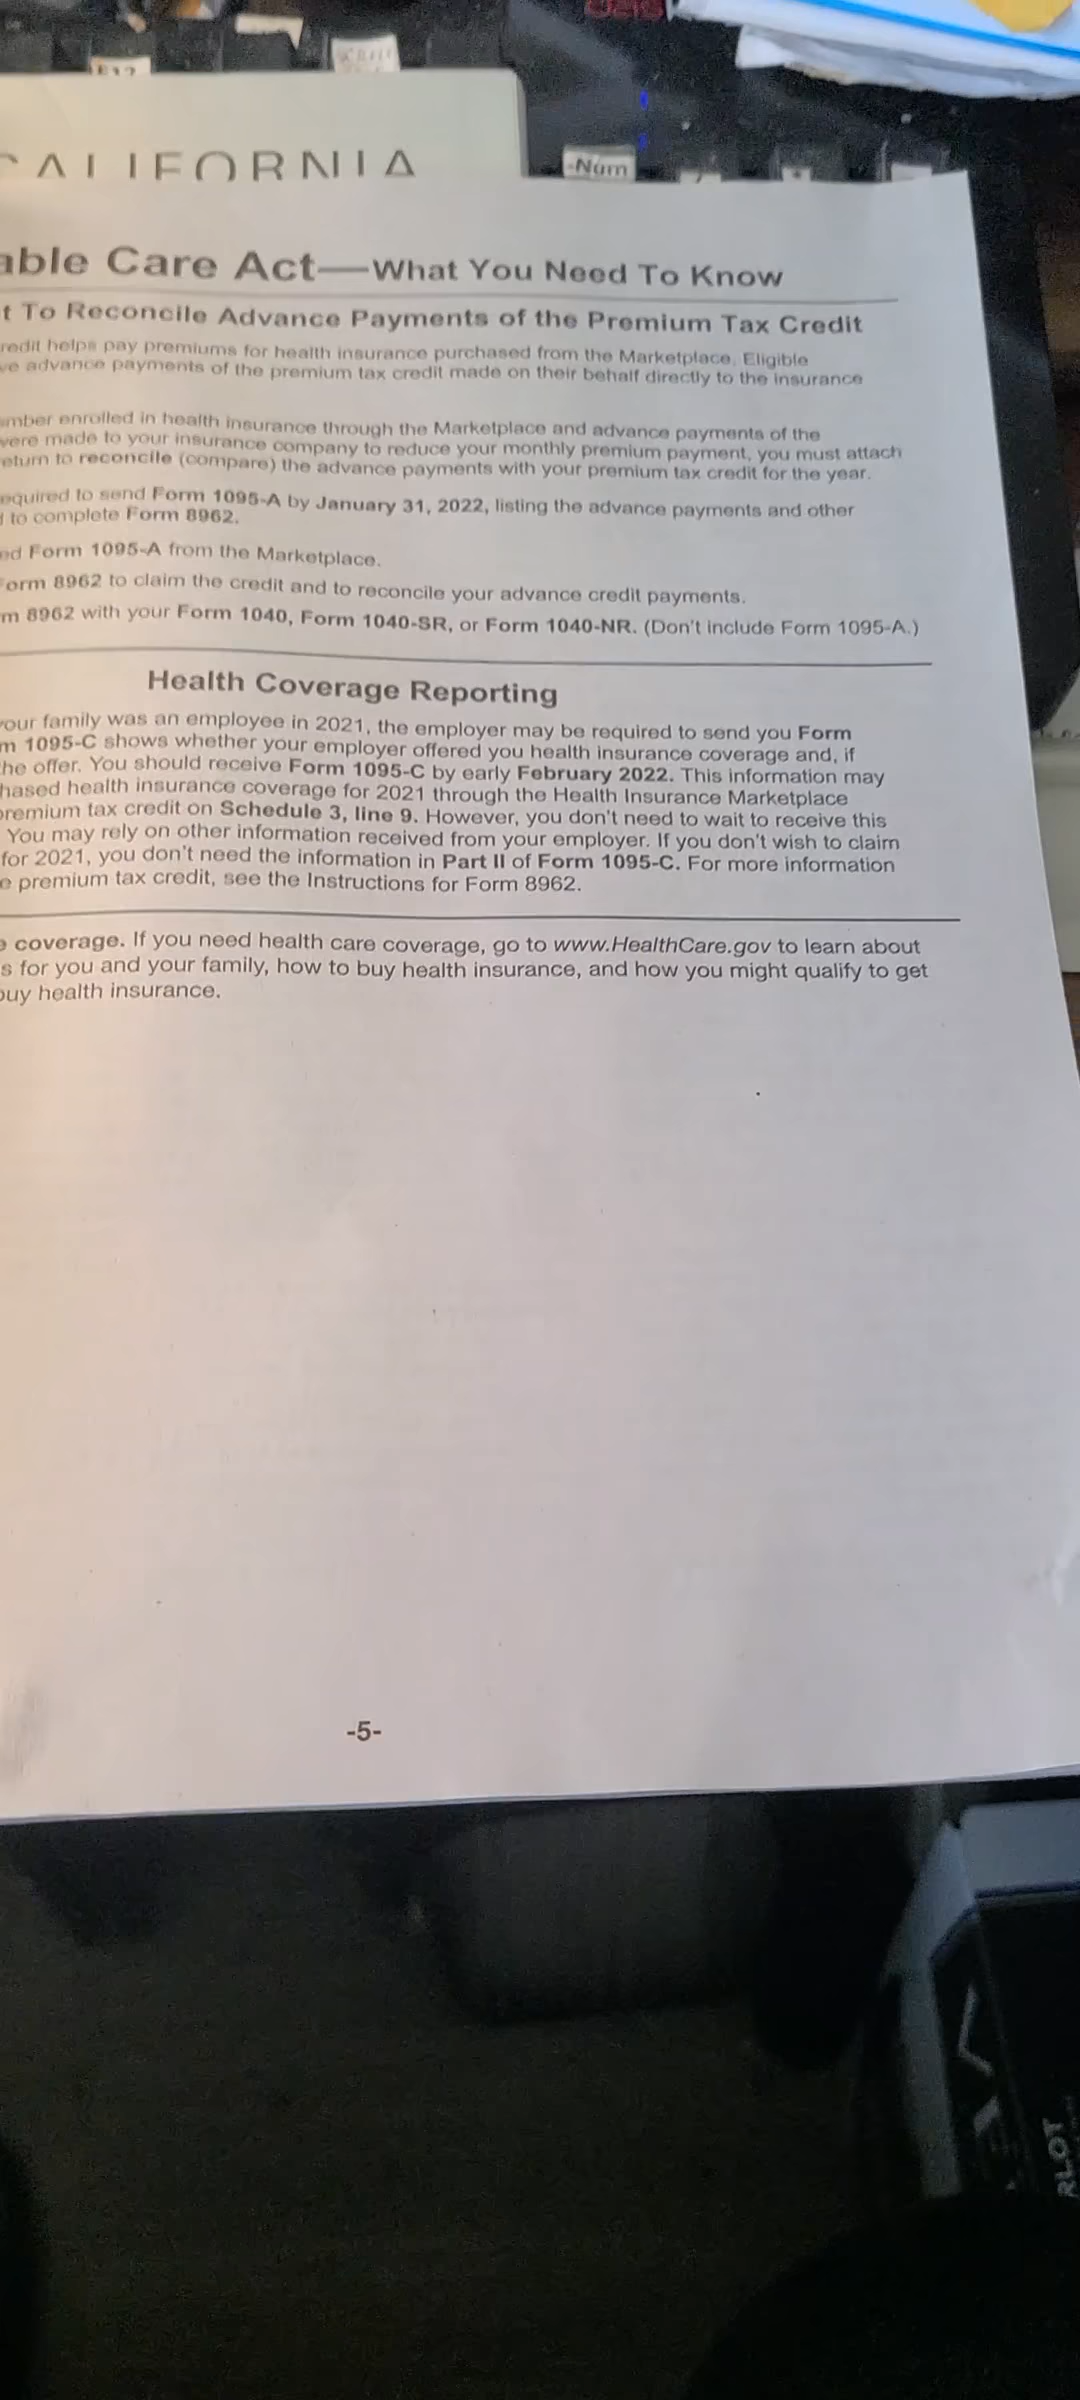 CALIFORNIA
-Num
able Care Act—What You Need To Know
t To Reconcile Advance Payments of the Premium Tax Credit
redit helps pay premiums for health insurance purchased from the Marketplace. Eligible
ve advance payments of the premium tax credit made on their behalf directly to the insurance
ember enrolled in health insurance through the Marketplace and advance payments of the
were made to your insurance company to reduce your monthly premium payment, you must attach
eturn to reconcile (compare) the advance payments with your premium tax credit for the year.
equired to send Form 1095-A by January 31, 2022, listing the advance payments and other
d to complete Form 8962.
ed Form 1095-A from the Marketplace.
Form 8962 to claim the credit and to reconcile your advance credit payments.
m 8962 with your Form 1040, Form 1040-SR, or Form 1040-NR. (Don't include Form 1095-A.)
Health Coverage Reporting
your family was an employee in 2021, the employer may be required to send you Form
m 1095-C shows whether your employer offered you health insurance coverage and, if
he offer. You should receive Form 1095-C by early February 2022. This information may
hased health insurance coverage for 2021 through the Health Insurance Marketplace
premium tax credit on Schedule 3, line 9. However, you don't need to wait to receive this
You may rely on other information received from your employer. If you don't wish to claim
for 2021, you don't need the information in Part II of Form 1095-C. For more information
e premium tax credit, see the Instructions for Form 8962.
e coverage. If you need health care coverage, go to www.HealthCare.gov to learn about
s for you and your family, how to buy health insurance, and how you might qualify to get
buy health insurance.
-5-
RLOT